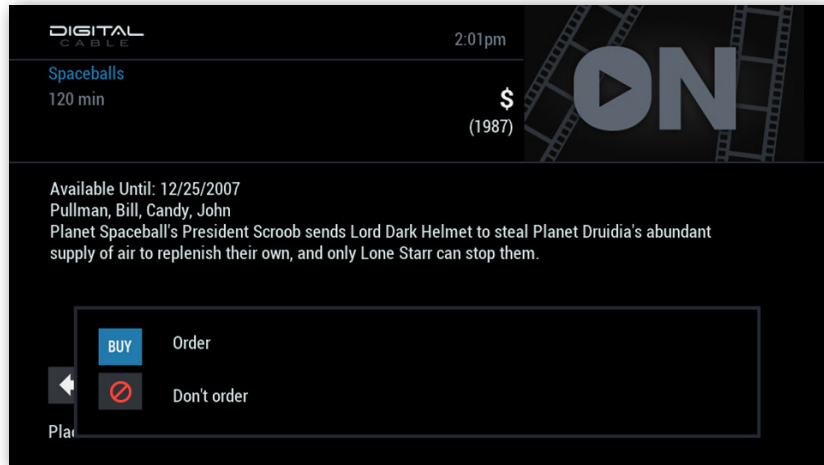 DIGITAL
CABLE
2:01pm
Spaceballs
120 min
$
(1987)
ON
Available Until: 12/25/2007
Pullman, Bill, Candy, John
Planet Spaceball's President Scroob sends Lord Dark Helmet to steal Planet Druidia's abundant
supply of air to replenish their own, and only Lone Starr can stop them.
BUY Order
Don't order